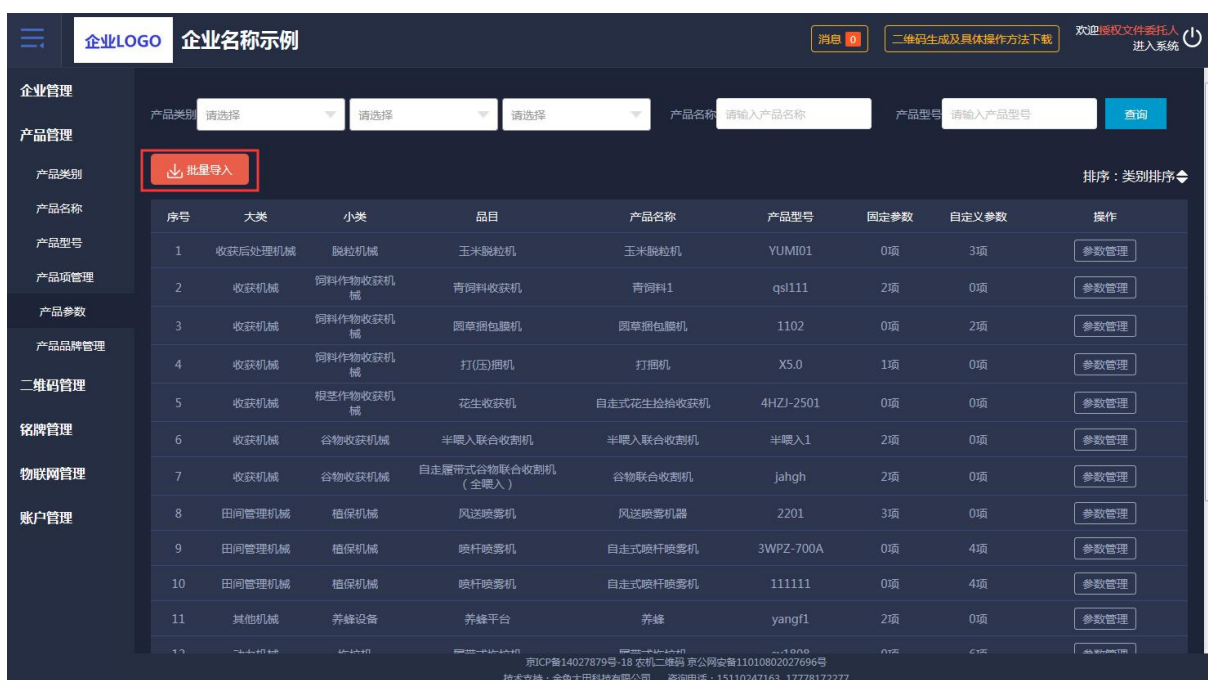 企业LOGO 企业名称示例 消息 0 二维码生成及具体操作方法下载 欢迎授权文件委托人
进入系统
企业管理
产品管理
产品类别
产品名称
产品型号
产品项管理
产品参数
产品品牌管理
二维码管理
铭牌管理
物联网管理
账户管理
产品类别 请选择 请选择 请选择 产品名称 请输入产品名称 产品型号 请输入产品型号 查询
批量导入
排序：类别排序
序号 大类 小类 品目 产品名称 产品型号 固定参数 自定义参数 操作
1 收获后处理机械 脱粒机械 玉米脱粒机 玉米脱粒机 YUMI01 0项 3项 参数管理
2 收获机械 饲料作物收获机械 青饲料收获机 青饲料1 qsl111 2项 0项 参数管理
3 收获机械 饲料作物收获机械 圆草捆包膜机 圆草捆包膜机 1102 0项 2项 参数管理
4 收获机械 饲料作物收获机械 打(压)捆机 打捆机 X5.0 1项 0项 参数管理
5 收获机械 根茎作物收获机械 花生收获机 自走式花生捡拾收获机 4HZJ-2501 0项 0项 参数管理
6 收获机械 谷物收获机械 半喂入联合收割机 半喂入联合收割机 半喂入1 2项 0项 参数管理
7 收获机械 谷物收获机械 自走履带式谷物联合收割机（全喂入） 谷物联合收割机 jahgh 2项 0项 参数管理
8 田间管理机械 植保机械 风送喷雾机 风送喷雾机器 2201 3项 0项 参数管理
9 田间管理机械 植保机械 喷杆喷雾机 自走式喷杆喷雾机 3WPZ-700A 0项 4项 参数管理
10 田间管理机械 植保机械 喷杆喷雾机 自走式喷杆喷雾机 111111 0项 4项 参数管理
11 其他机械 养蜂设备 养蜂平台 养蜂 yangf1 2项 0项 参数管理
京ICP备14027879号-18 农机二维码 京公网安备11010802027696号
技术支持：金色大田科技有限公司 咨询电话：15110247163 17778172277